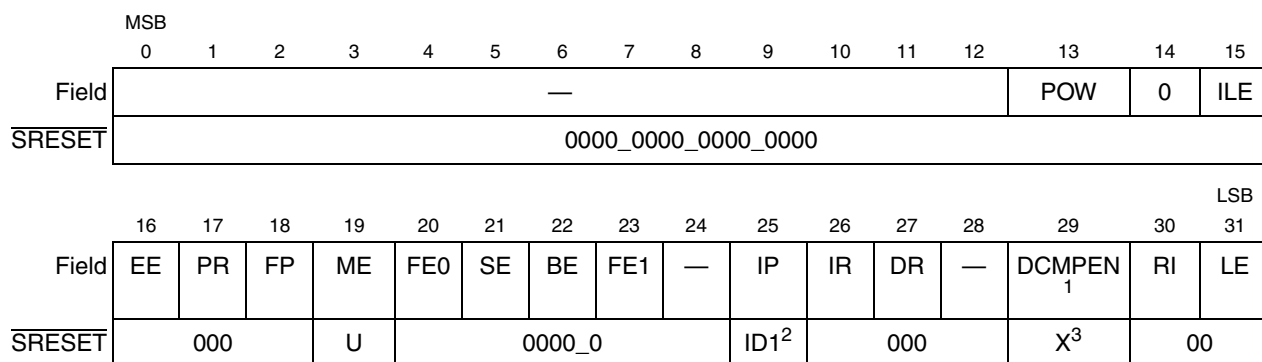 MSB
0 1 2 3 4 5 6 7 8 9 10 11 12 13 14 15
Field — POW 0 ILE
SRESET 0000_0000_0000_0000
LSB
16 17 18 19 20 21 22 23 24 25 26 27 28 29 30 31
Field EE PR FP ME FE0 SE BE FE1 — IP IR DR — DCMPEN RI LE
1
SRESET 000 U 0000_0 ID1² 000 X³ 00